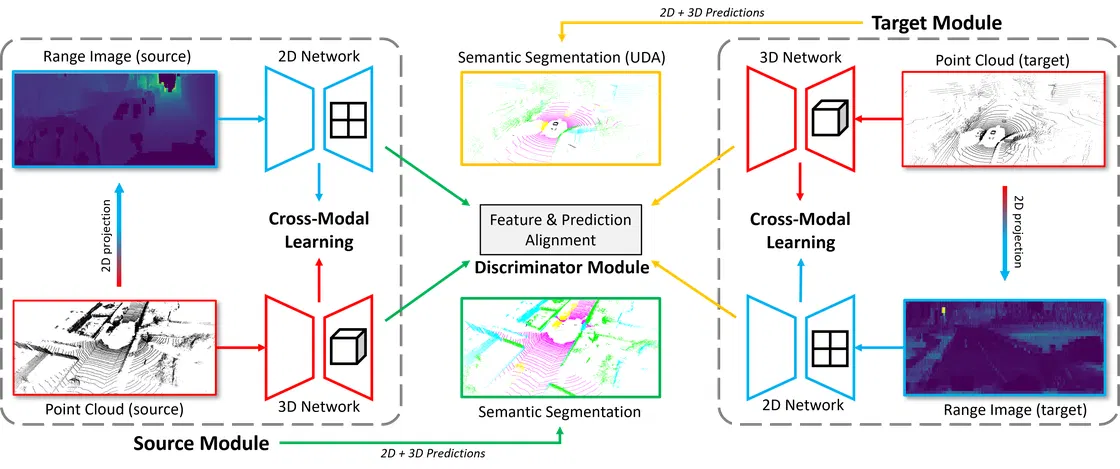 2D + 3D Predictions
Target Module
Range Image (source)
2D Network
Semantic Segmentation (UDA)
3D Network
Point Cloud (target)
2D projection
Cross-Modal
Learning
Feature & Prediction
Alignment
Discriminator Module
Cross-Modal
Learning
2D projection
Point Cloud (source)
3D Network
Semantic Segmentation
2D Network
Range Image (target)
Source Module
2D + 3D Predictions